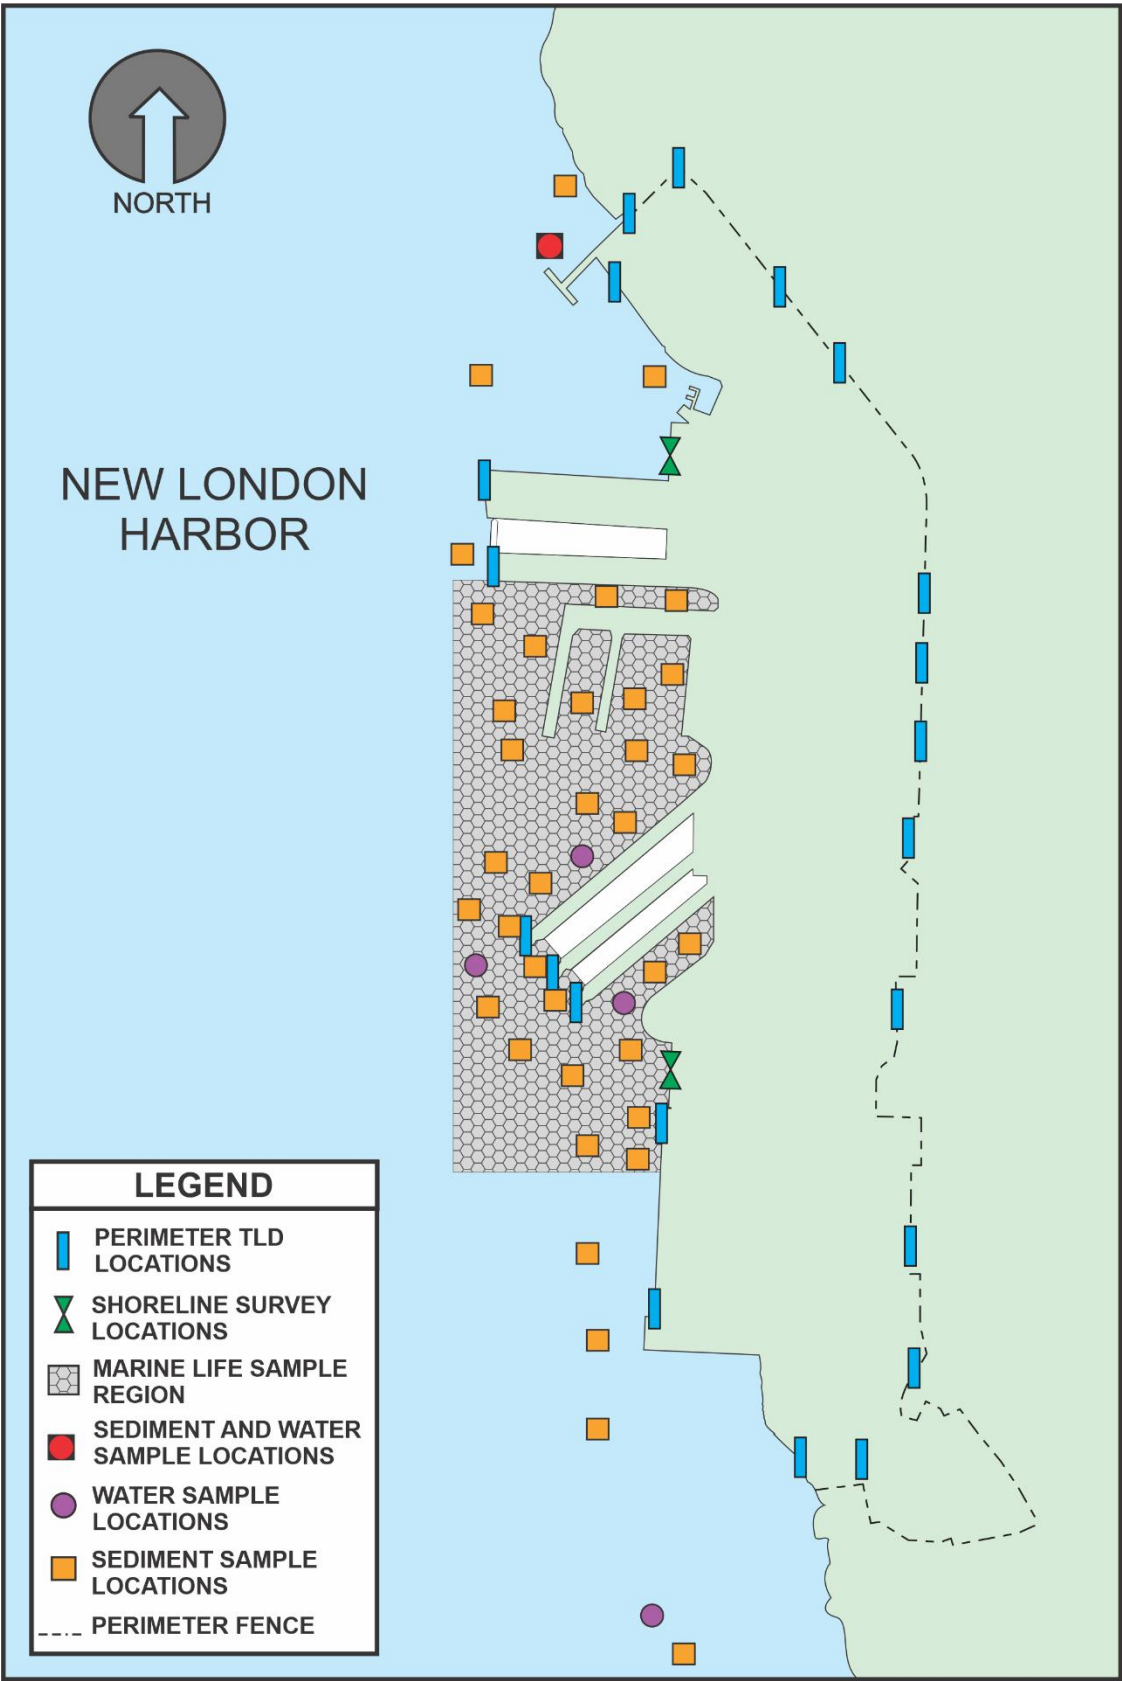 NORTH
NEW LONDON
HARBOR
LEGEND
PERIMETER TLD
LOCATIONS
SHORELINE SURVEY
LOCATIONS
MARINE LIFE SAMPLE
REGION
SEDIMENT AND WATER
SAMPLE LOCATIONS
WATER SAMPLE
LOCATIONS
SEDIMENT SAMPLE
LOCATIONS
PERIMETER FENCE